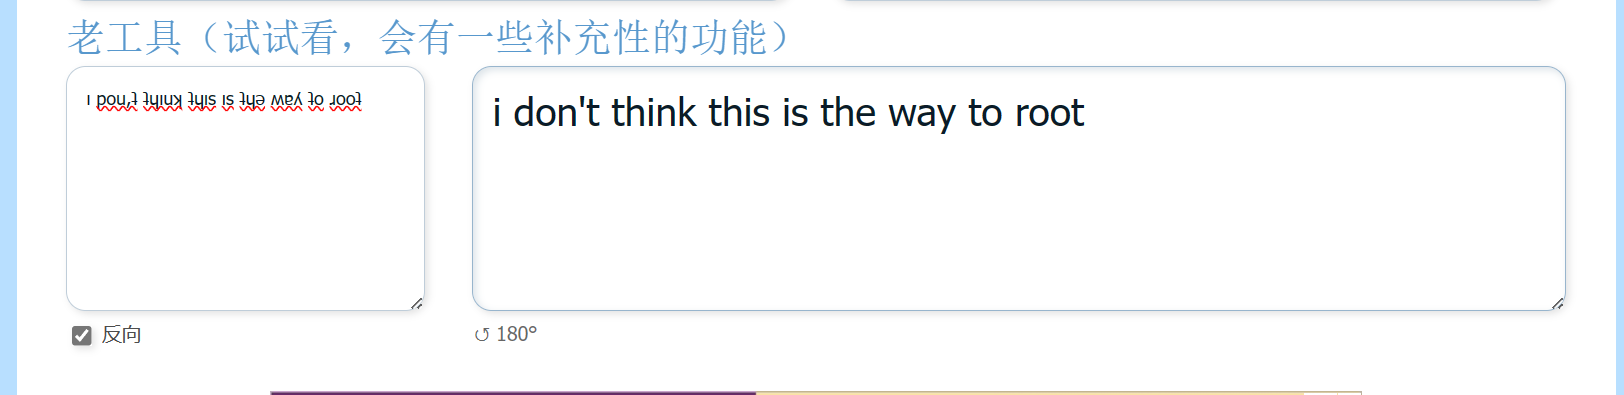 老工具（试试看，会有一些补充性的功能）
ı pou,ʇ ʇɥıuʞ ʇɥıs ıs ʇɥǝ ʍɐʎ ʇo ɹooʇ
i don't think this is the way to root
反向
↺ 180°